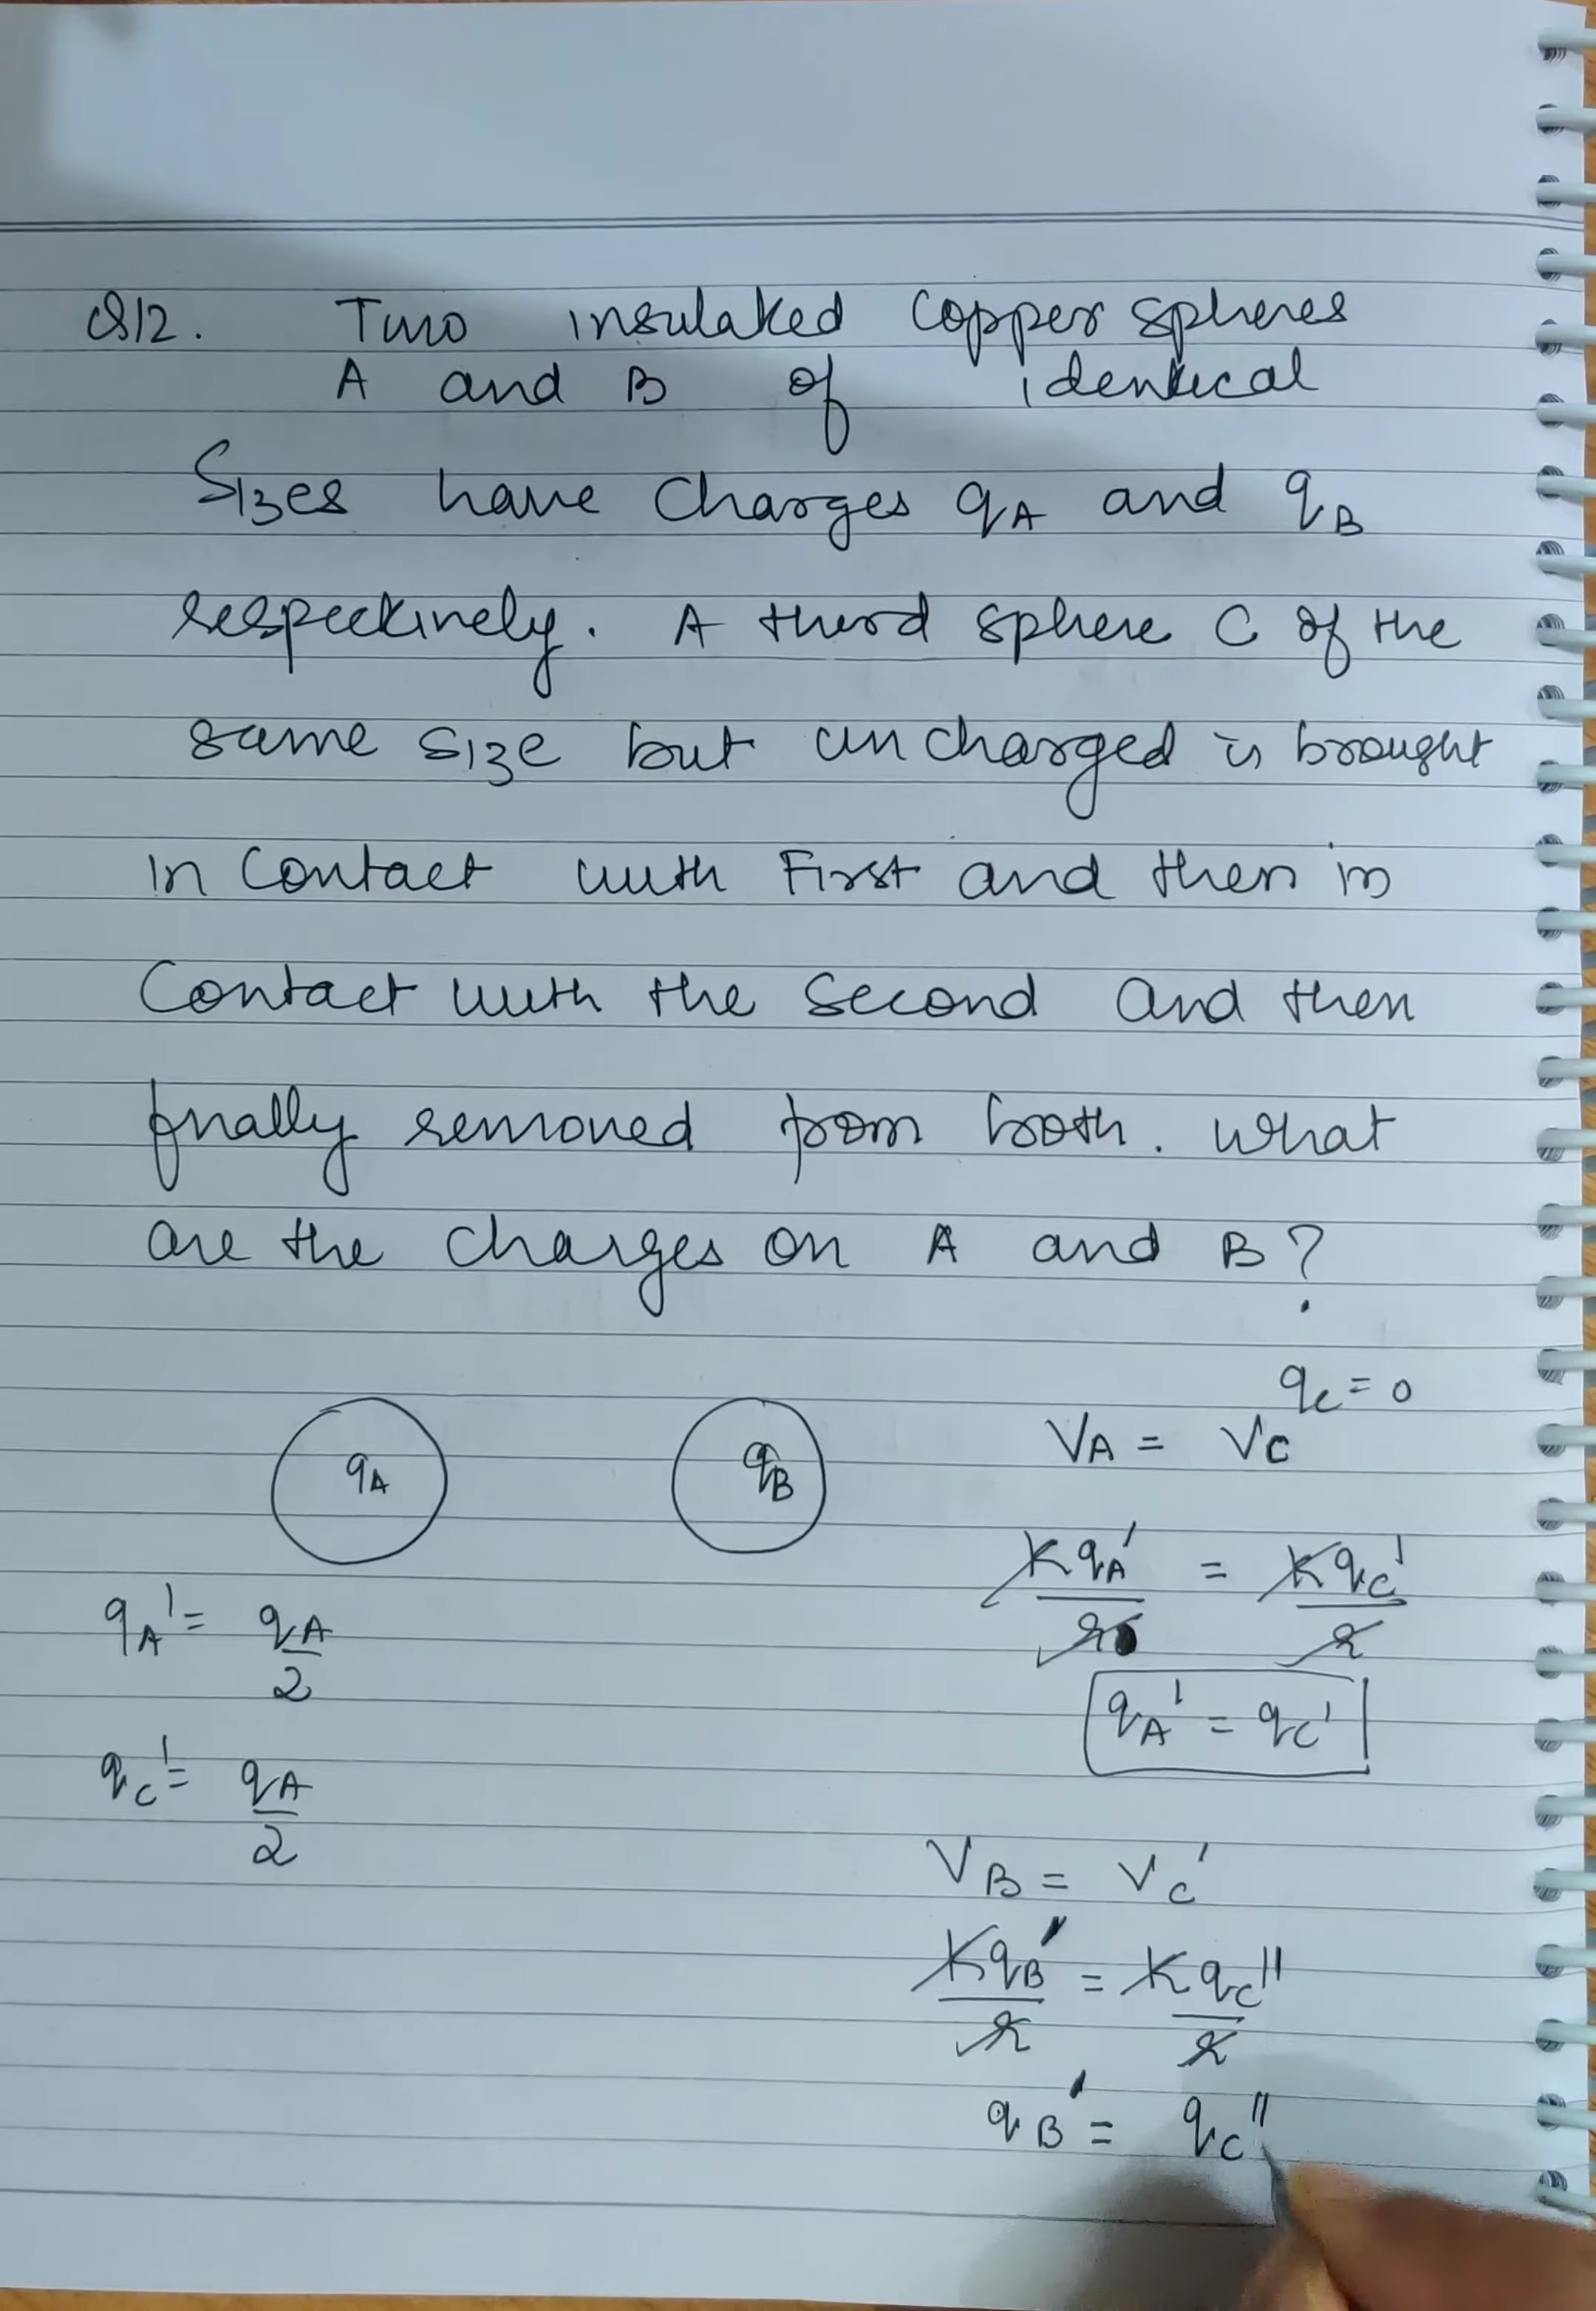 Q12. Two insulated copper spheres
A and B of identical
Sizes have charges qA and qB
respectively. A third sphere C of the
same size but uncharged is brought
in Contact with First and then in
Contact with the Second and then
finally removed from both. What
are the charges on A and B?
qc = 0
VA = VC
qA
qB
KqA' / r = Kqc' / r
qA' = qA / 2
qA' = qc'
qc' = qA / 2
VB = Vc'
KqB' / r = Kqc'' / r
qB' = qc''